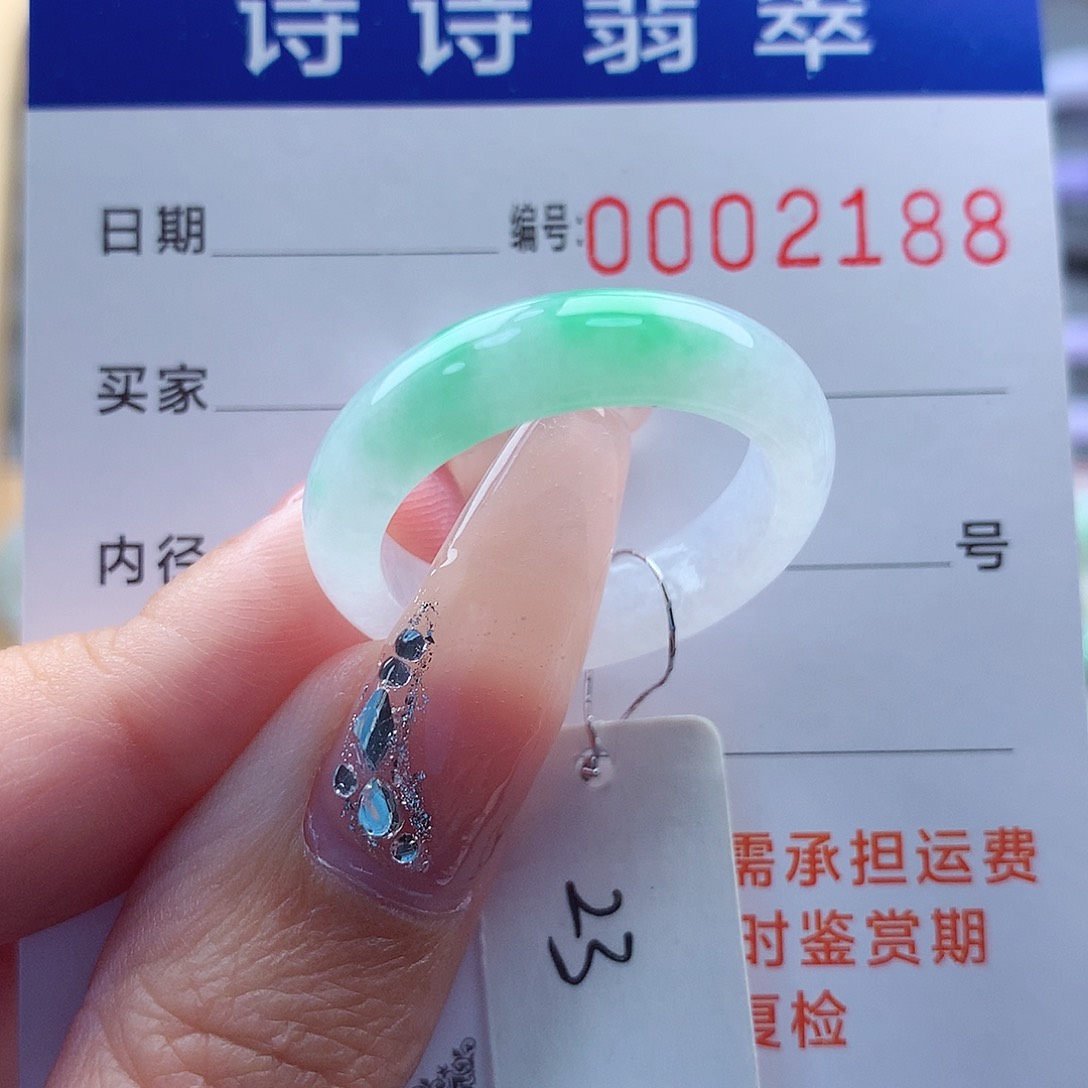 诗诗翡翠
日期 编号:0002188
买家
内径 号
需承担运费
时鉴赏期
复检
23